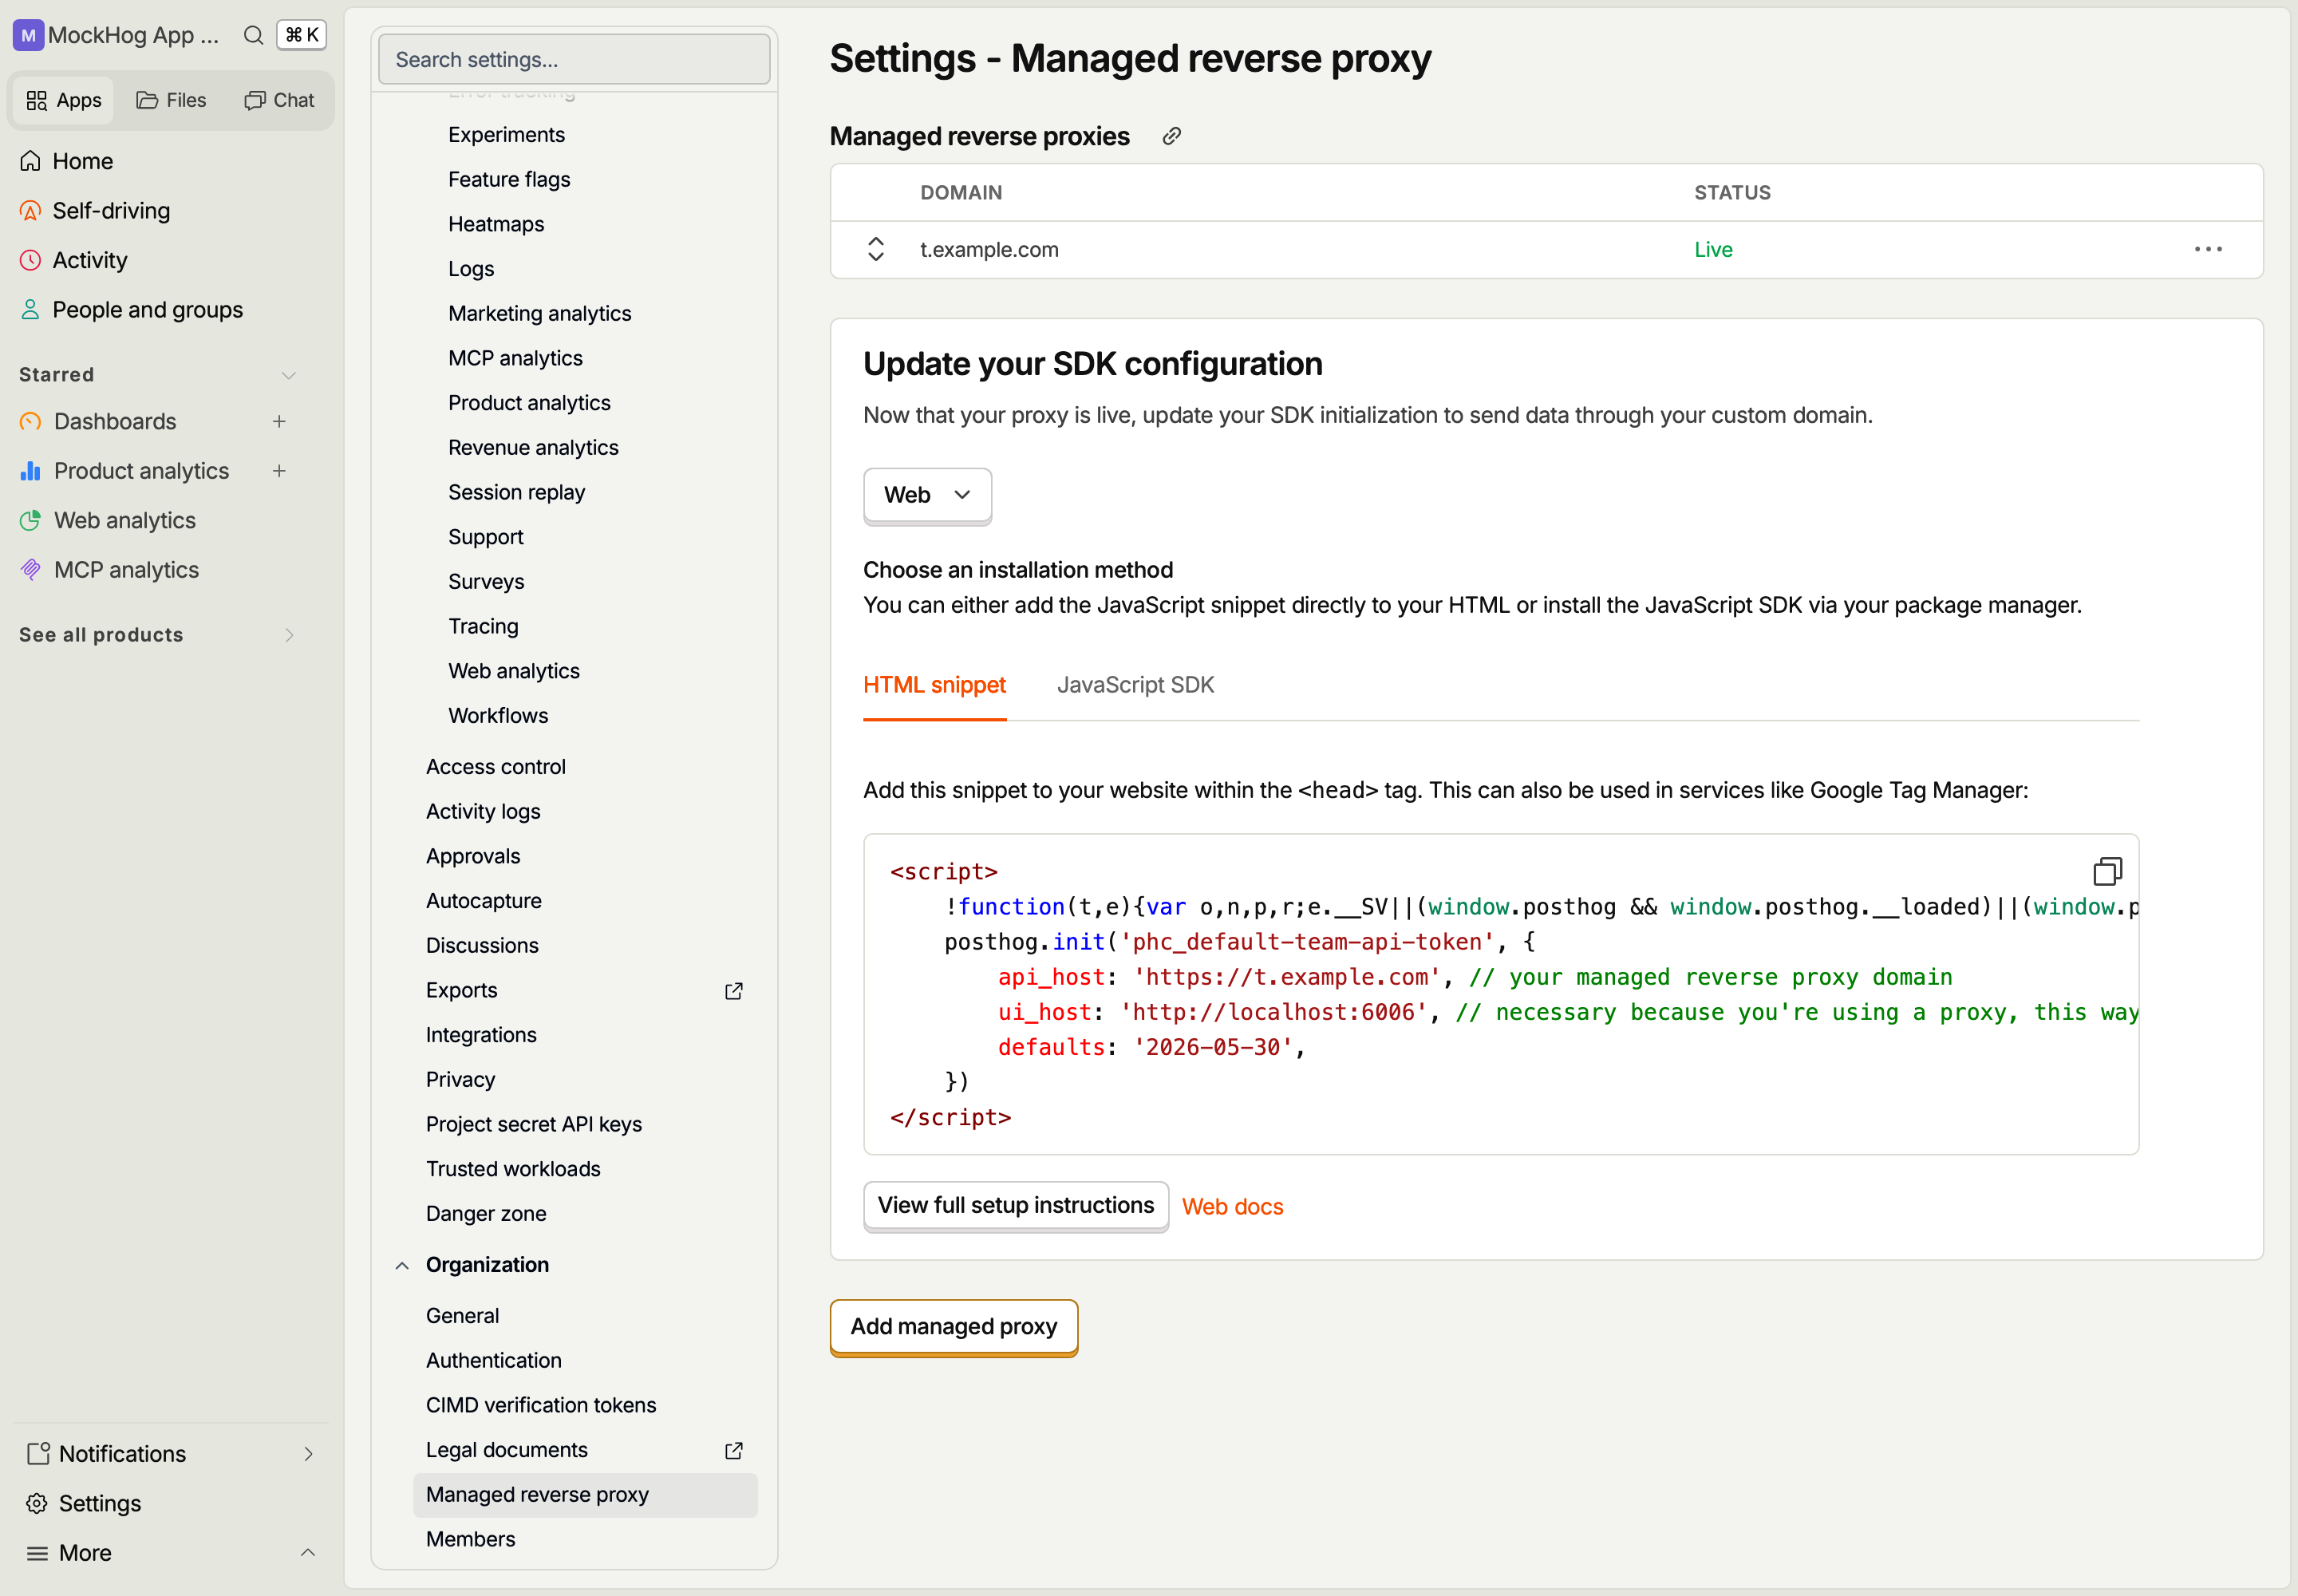 M MockHog App ... ⌘ K
Apps Files Chat
Home
Self-driving
Activity
People and groups
Starred
Dashboards
Product analytics
Web analytics
MCP analytics
See all products
Notifications
Settings
More
Search settings...
Error tracking
Experiments
Feature flags
Heatmaps
Logs
Marketing analytics
MCP analytics
Product analytics
Revenue analytics
Session replay
Support
Surveys
Tracing
Web analytics
Workflows
Access control
Activity logs
Approvals
Autocapture
Discussions
Exports
Integrations
Privacy
Project secret API keys
Trusted workloads
Danger zone
Organization
General
Authentication
CIMD verification tokens
Legal documents
Managed reverse proxy
Members
Settings - Managed reverse proxy
Managed reverse proxies
DOMAIN STATUS
t.example.com Live
Update your SDK configuration
Now that your proxy is live, update your SDK initialization to send data through your custom domain.
Web
Choose an installation method
You can either add the JavaScript snippet directly to your HTML or install the JavaScript SDK via your package manager.
HTML snippet JavaScript SDK
Add this snippet to your website within the <head> tag. This can also be used in services like Google Tag Manager:
<script>
!function(t,e){var o,n,p,r;e.__SV||(window.posthog && window.posthog.__loaded)||(window.p
posthog.init('phc_default-team-api-token', {
api_host: 'https://t.example.com', // your managed reverse proxy domain
ui_host: 'http://localhost:6006', // necessary because you're using a proxy, this way
defaults: '2026-05-30',
})
</script>
View full setup instructions Web docs
Add managed proxy